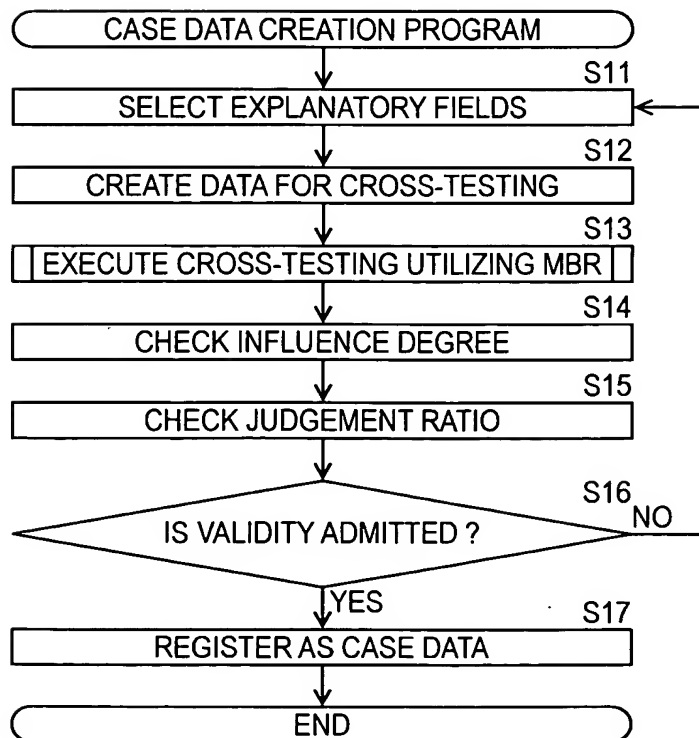 CASE DATA CREATION PROGRAM
S11
SELECT EXPLANATORY FIELDS
S12
CREATE DATA FOR CROSS-TESTING
S13
EXECUTE CROSS-TESTING UTILIZING MBR
S14
CHECK INFLUENCE DEGREE
S15
CHECK JUDGEMENT RATIO
S16
IS VALIDITY ADMITTED ?
NO
YES
S17
REGISTER AS CASE DATA
END